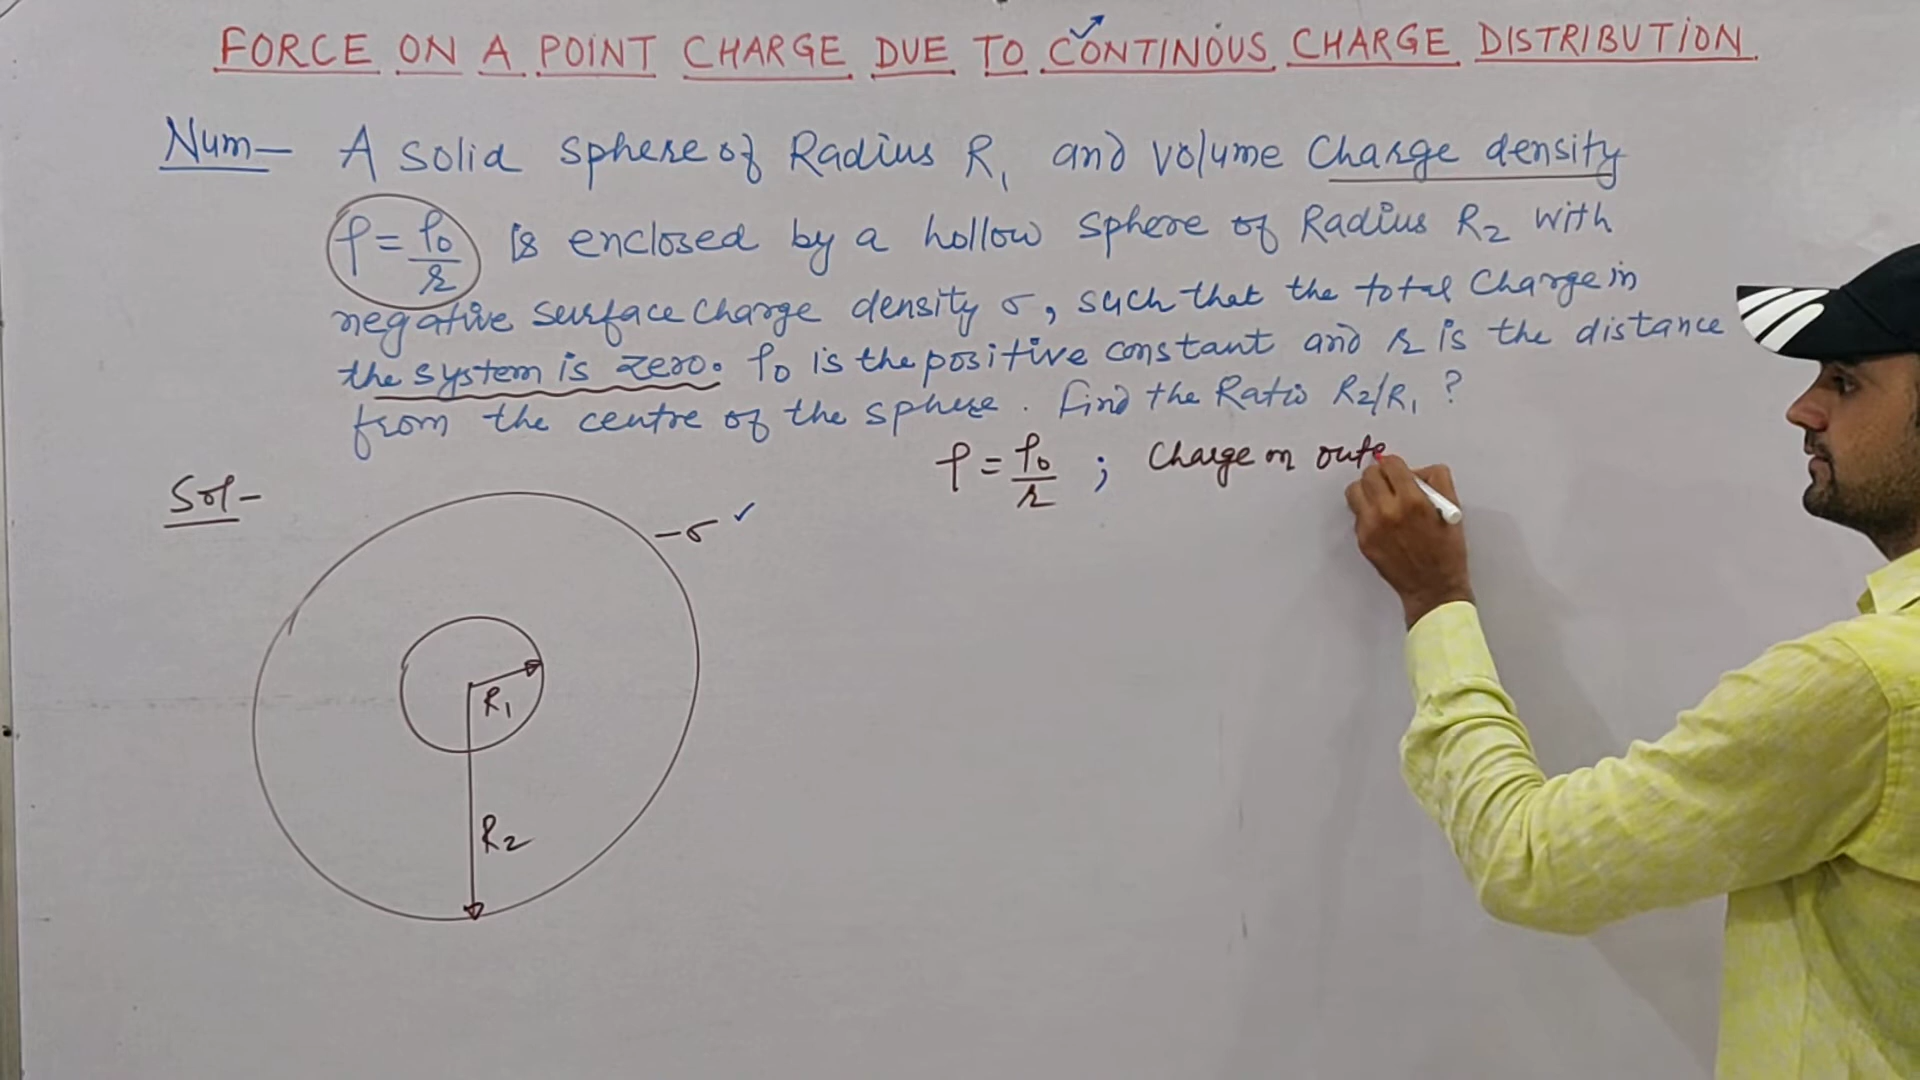 FORCE ON A POINT CHARGE DUE TO CONTINOUS CHARGE DISTRIBUTION
Num- A solid sphere of Radius R₁ and volume Charge density
ρ = ρ₀/r is enclosed by a hollow sphere of Radius R₂ with
negative surface charge density σ, such that the total Charge in
the system is zero. ρ₀ is the positive constant and r is the distance
from the centre of the sphere. Find the Ratio R₂/R₁ ?
ρ = ρ₀/r ; Charge on oute
Sol-
-σ ✓
R₁
R₂